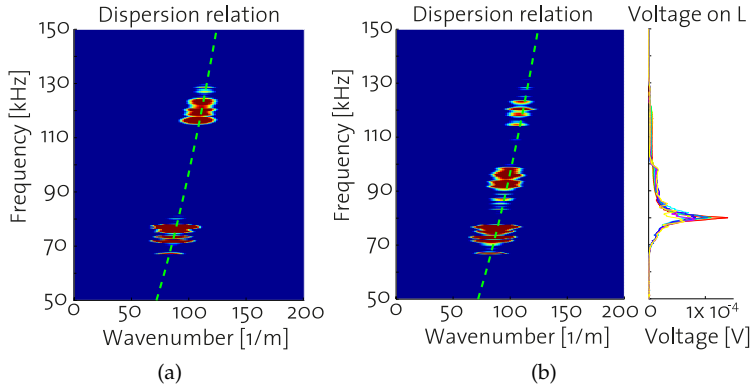 Dispersion relation
Dispersion relation
Voltage on L
150
130
110
90
70
50
Frequency [kHz]
0
50
100
150
200
Wavenumber [1/m]
150
130
110
90
70
50
Frequency [kHz]
0
50
100
150
200
Wavenumber [1/m]
0
1X 10-4
Voltage [V]
(a)
(b)